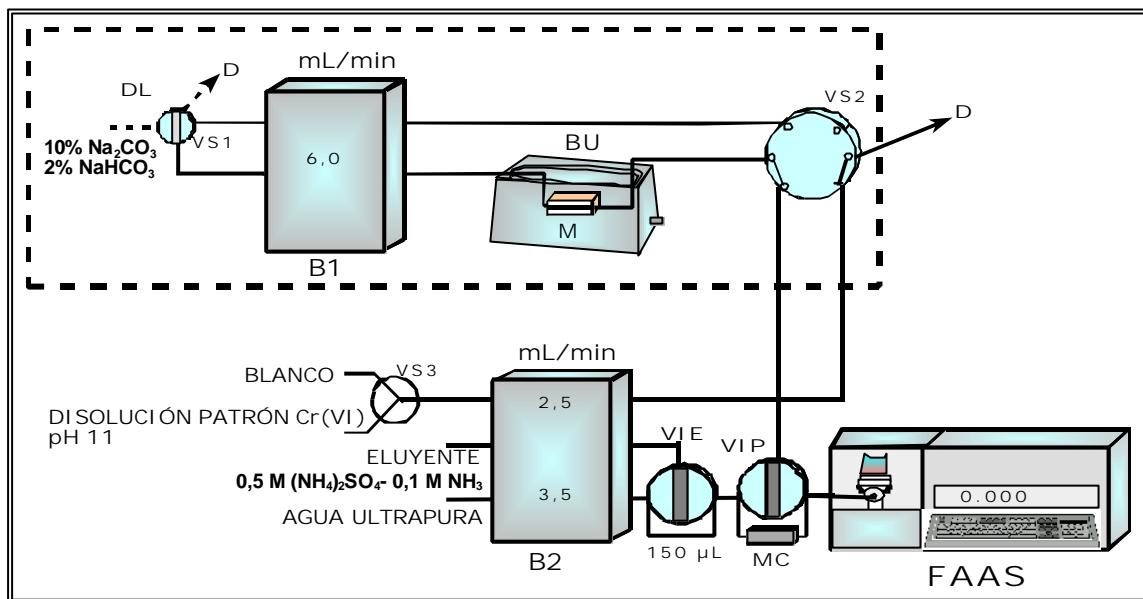 mL/min
D
DL
VS2
D
VS1
10% Na₂CO₃
2% NaHCO₃
6,0
BU
M
B1
mL/min
BLANCO
VS3
2,5
DISOLUCIÓN PATRÓN Cr(VI)
pH 11
VIE
VIP
ELUYENTE
0,5 M (NH₄)₂SO₄- 0,1 M NH₃
3,5
0.000
AGUA ULTRAPURA
150 µL
MC
B2
FAAS